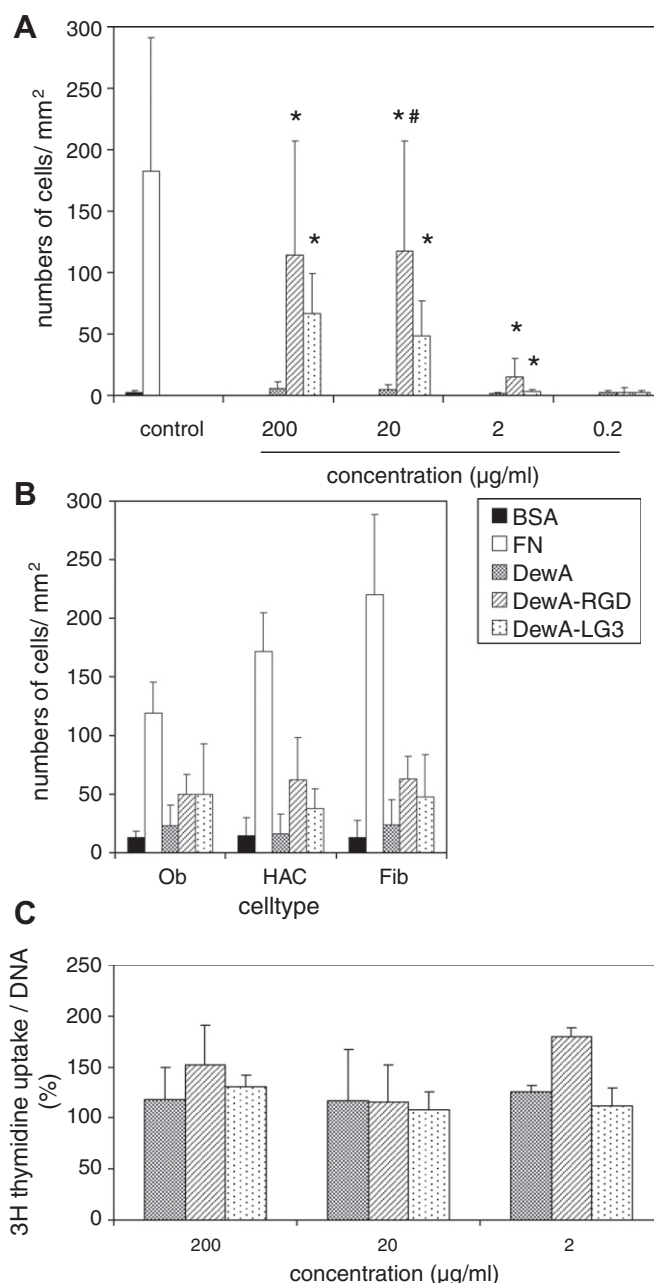 A
300
250
200
150
100
50
0
numbers of cells/ mm²
*
*
* #
*
*
*
control 200 20 2 0.2
concentration (µg/ml)
B
300
250
200
150
100
50
0
numbers of cells/ mm²
Ob HAC Fib
celltype
BSA
FN
DewA
DewA-RGD
DewA-LG3
C
250
200
150
100
50
0
3H thymidine uptake / DNA
(%)
200 20 2
concentration (µg/ml)